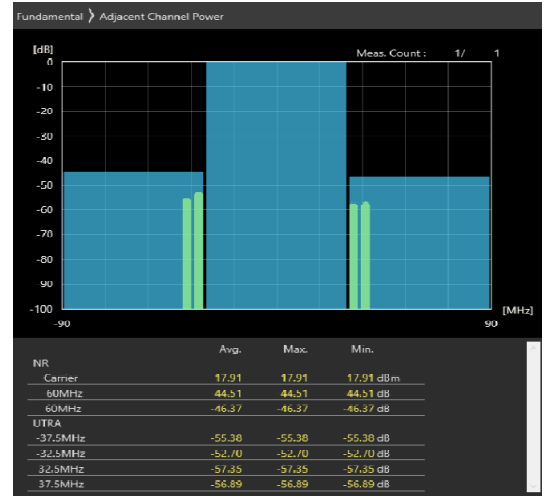 Fundamental 〉 Adjacent Channel Power
[dB]
Meas. Count : 1/ 1
0
-10
-20
-30
-40
-50
-60
-70
-80
90
-100
[MHz]
-90 90
Avg. Max. Min.
NR
Carrier 17.91 17.91 17.91 dBm
60MHz 44.51 44.51 44.51 dB
60MHz -46.37 -46.37 -46.37 dB
UTRA
-37.5MHz -55.38 -55.38 -55.38 dB
-32.5MHz -52.70 -52.70 -52.70 dB
32.5MHz -57.35 -57.35 -57.35 dB
37.5MHz -56.89 -56.89 -56.89 dB